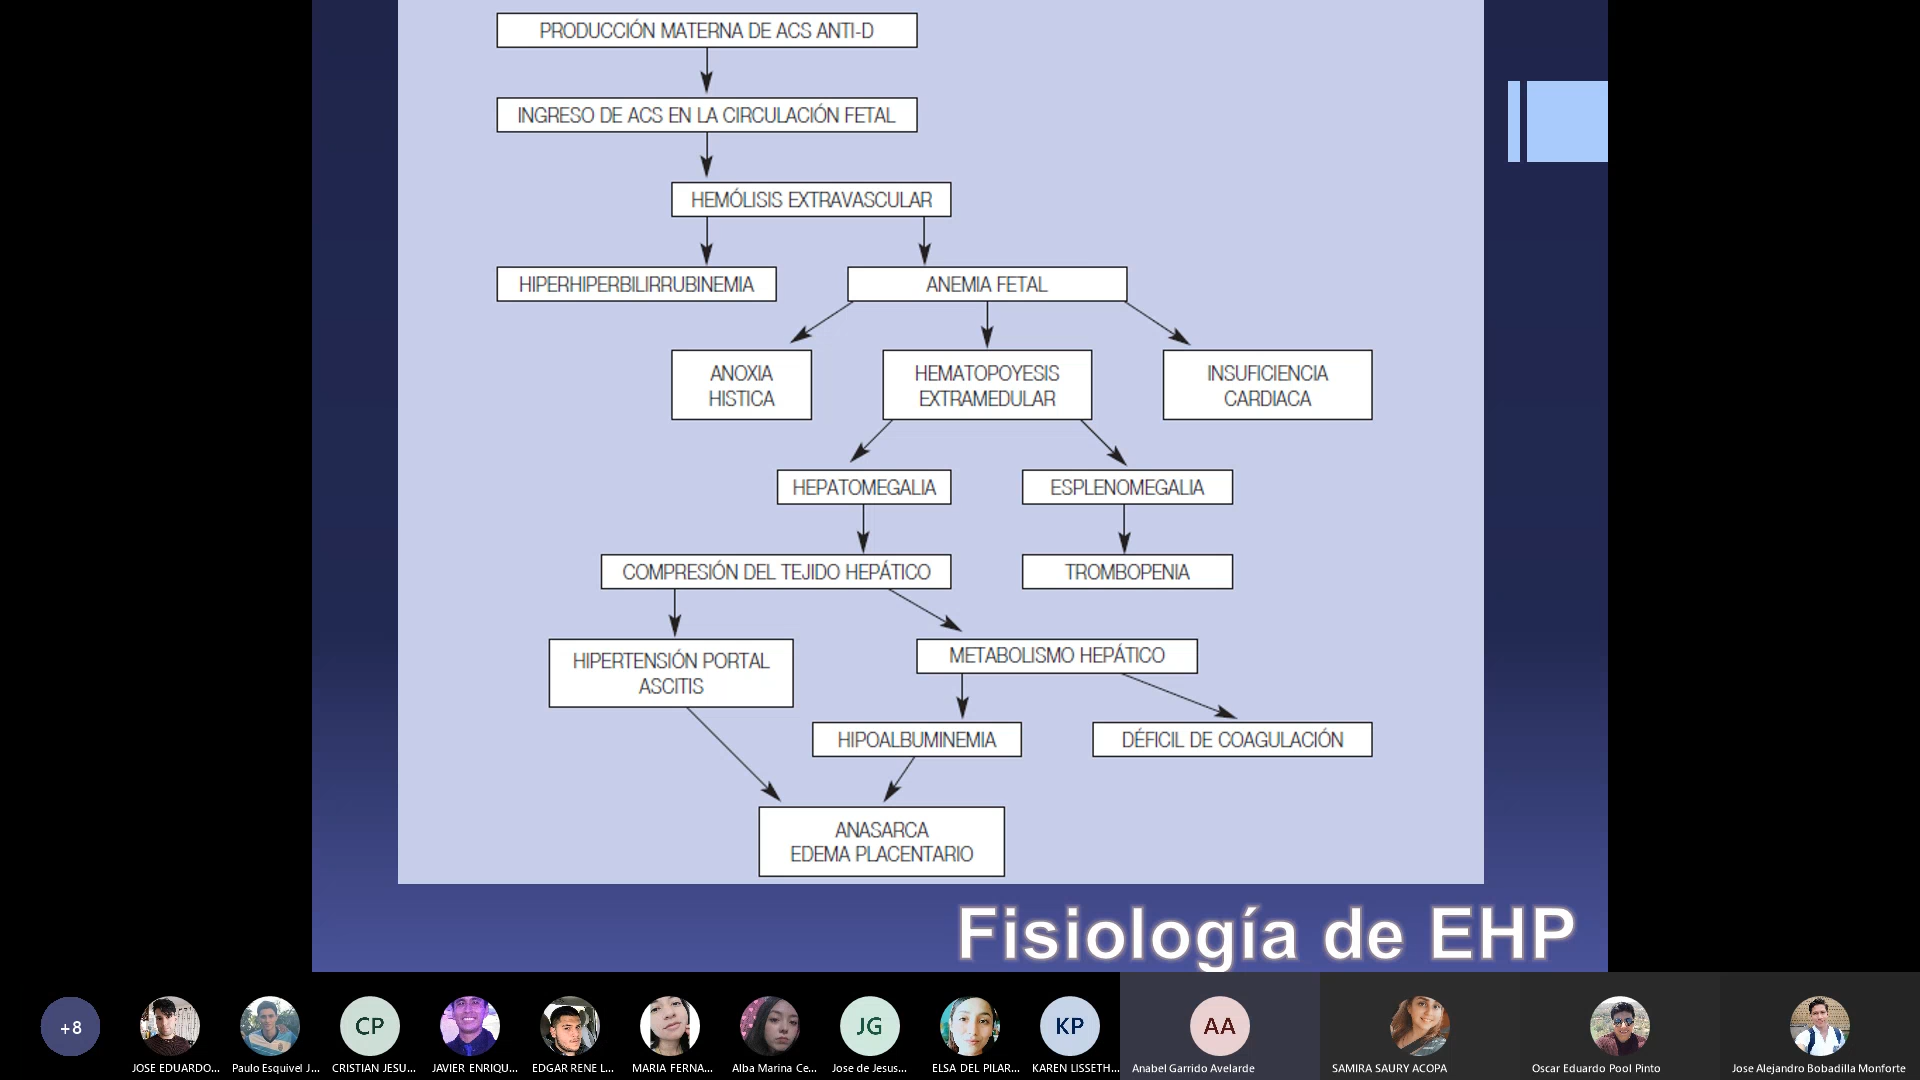 PRODUCCIÓN MATERNA DE ACS ANTI-D
INGRESO DE ACS EN LA CIRCULACIÓN FETAL
HEMÓLISIS EXTRAVASCULAR
HIPERHIPERBILIRRUBINEMIA
ANEMIA FETAL
ANOXIA
HISTICA
HEMATOPOYESIS
EXTRAMEDULAR
INSUFICIENCIA
CARDIACA
HEPATOMEGALIA
ESPLENOMEGALIA
COMPRESIÓN DEL TEJIDO HEPÁTICO
TROMBOPENIA
HIPERTENSIÓN PORTAL
ASCITIS
METABOLISMO HEPÁTICO
HIPOALBUMINEMIA
DÉFICIL DE COAGULACIÓN
ANASARCA
EDEMA PLACENTARIO
Fisiología de EHP
+8
CP
JG
KP
AA
JOSE EDUARDO...
Paulo Esquivel J...
CRISTIAN JESU...
JAVIER ENRIQU...
EDGAR RENE L...
MARIA FERNA...
Alba Marina Ce...
Jose de Jesus...
ELSA DEL PILAR...
KAREN LISSETH...
Anabel Garrido Avelarde
SAMIRA SAURY ACOPA
Oscar Eduardo Pool Pinto
Jose Alejandro Bobadilla Monforte